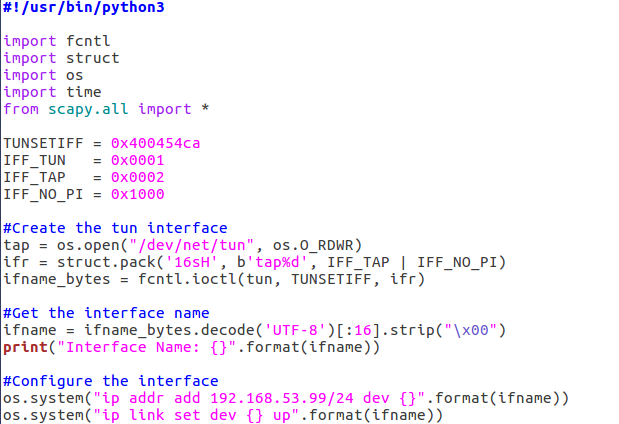 #!/usr/bin/python3
import fcntl
import struct
import os
import time
from scapy.all import *
TUNSETIFF = 0x400454ca
IFF_TUN   = 0x0001
IFF_TAP   = 0x0002
IFF_NO_PI = 0x1000
#Create the tun interface
tap = os.open("/dev/net/tun", os.O_RDWR)
ifr = struct.pack('16sH', b'tap%d', IFF_TAP | IFF_NO_PI)
ifname_bytes = fcntl.ioctl(tun, TUNSETIFF, ifr)
#Get the interface name
ifname = ifname_bytes.decode('UTF-8')[:16].strip("\x00")
print("Interface Name: {}".format(ifname))
#Configure the interface
os.system("ip addr add 192.168.53.99/24 dev {}".format(ifname))
os.system("ip link set dev {} up".format(ifname))